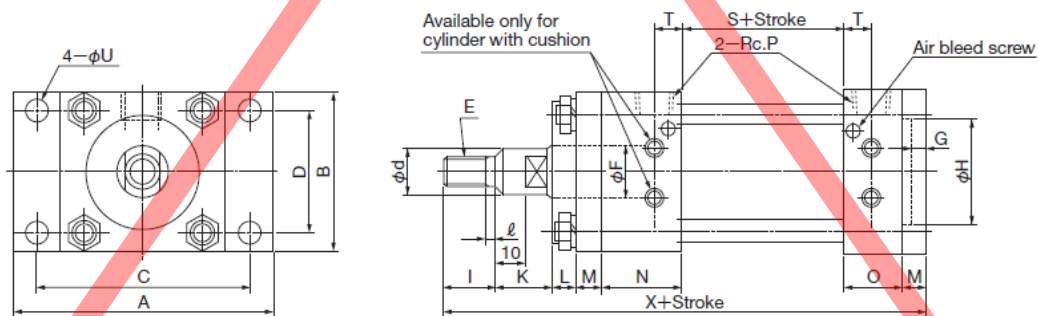 Available only for
cylinder with cushion
T
S+Stroke
T
2−Rc.P
Air bleed screw
4−φU
E
D
B
φd
φF
G
φH
ℓ
10
C
I
K
L
M
N
O
M
A
X+Stroke